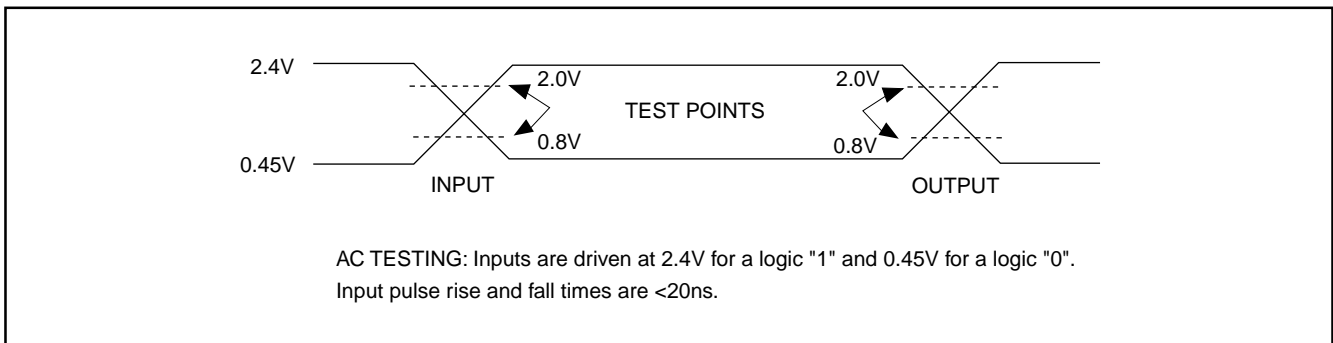 2.4V
2.0V
2.0V
TEST POINTS
0.8V
0.8V
0.45V
INPUT
OUTPUT
AC TESTING: Inputs are driven at 2.4V for a logic "1" and 0.45V for a logic "0".
Input pulse rise and fall times are <20ns.